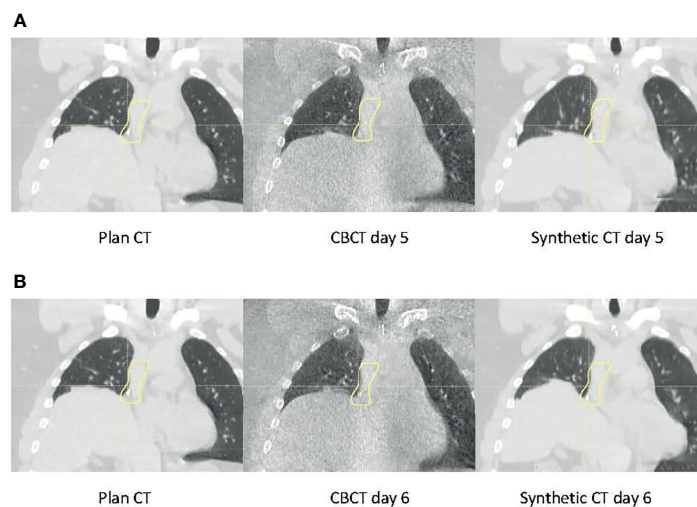 A
Plan CT
CBCT day 5
Synthetic CT day 5
B
Plan CT
CBCT day 6
Synthetic CT day 6